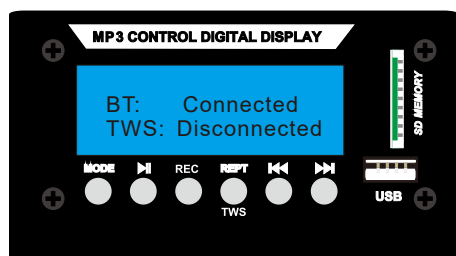 MP3 CONTROL DIGITAL DISPLAY
BT: Connected
TWS: Disconnected
SD MEMORY
MODE REC REPT
TWS
USB